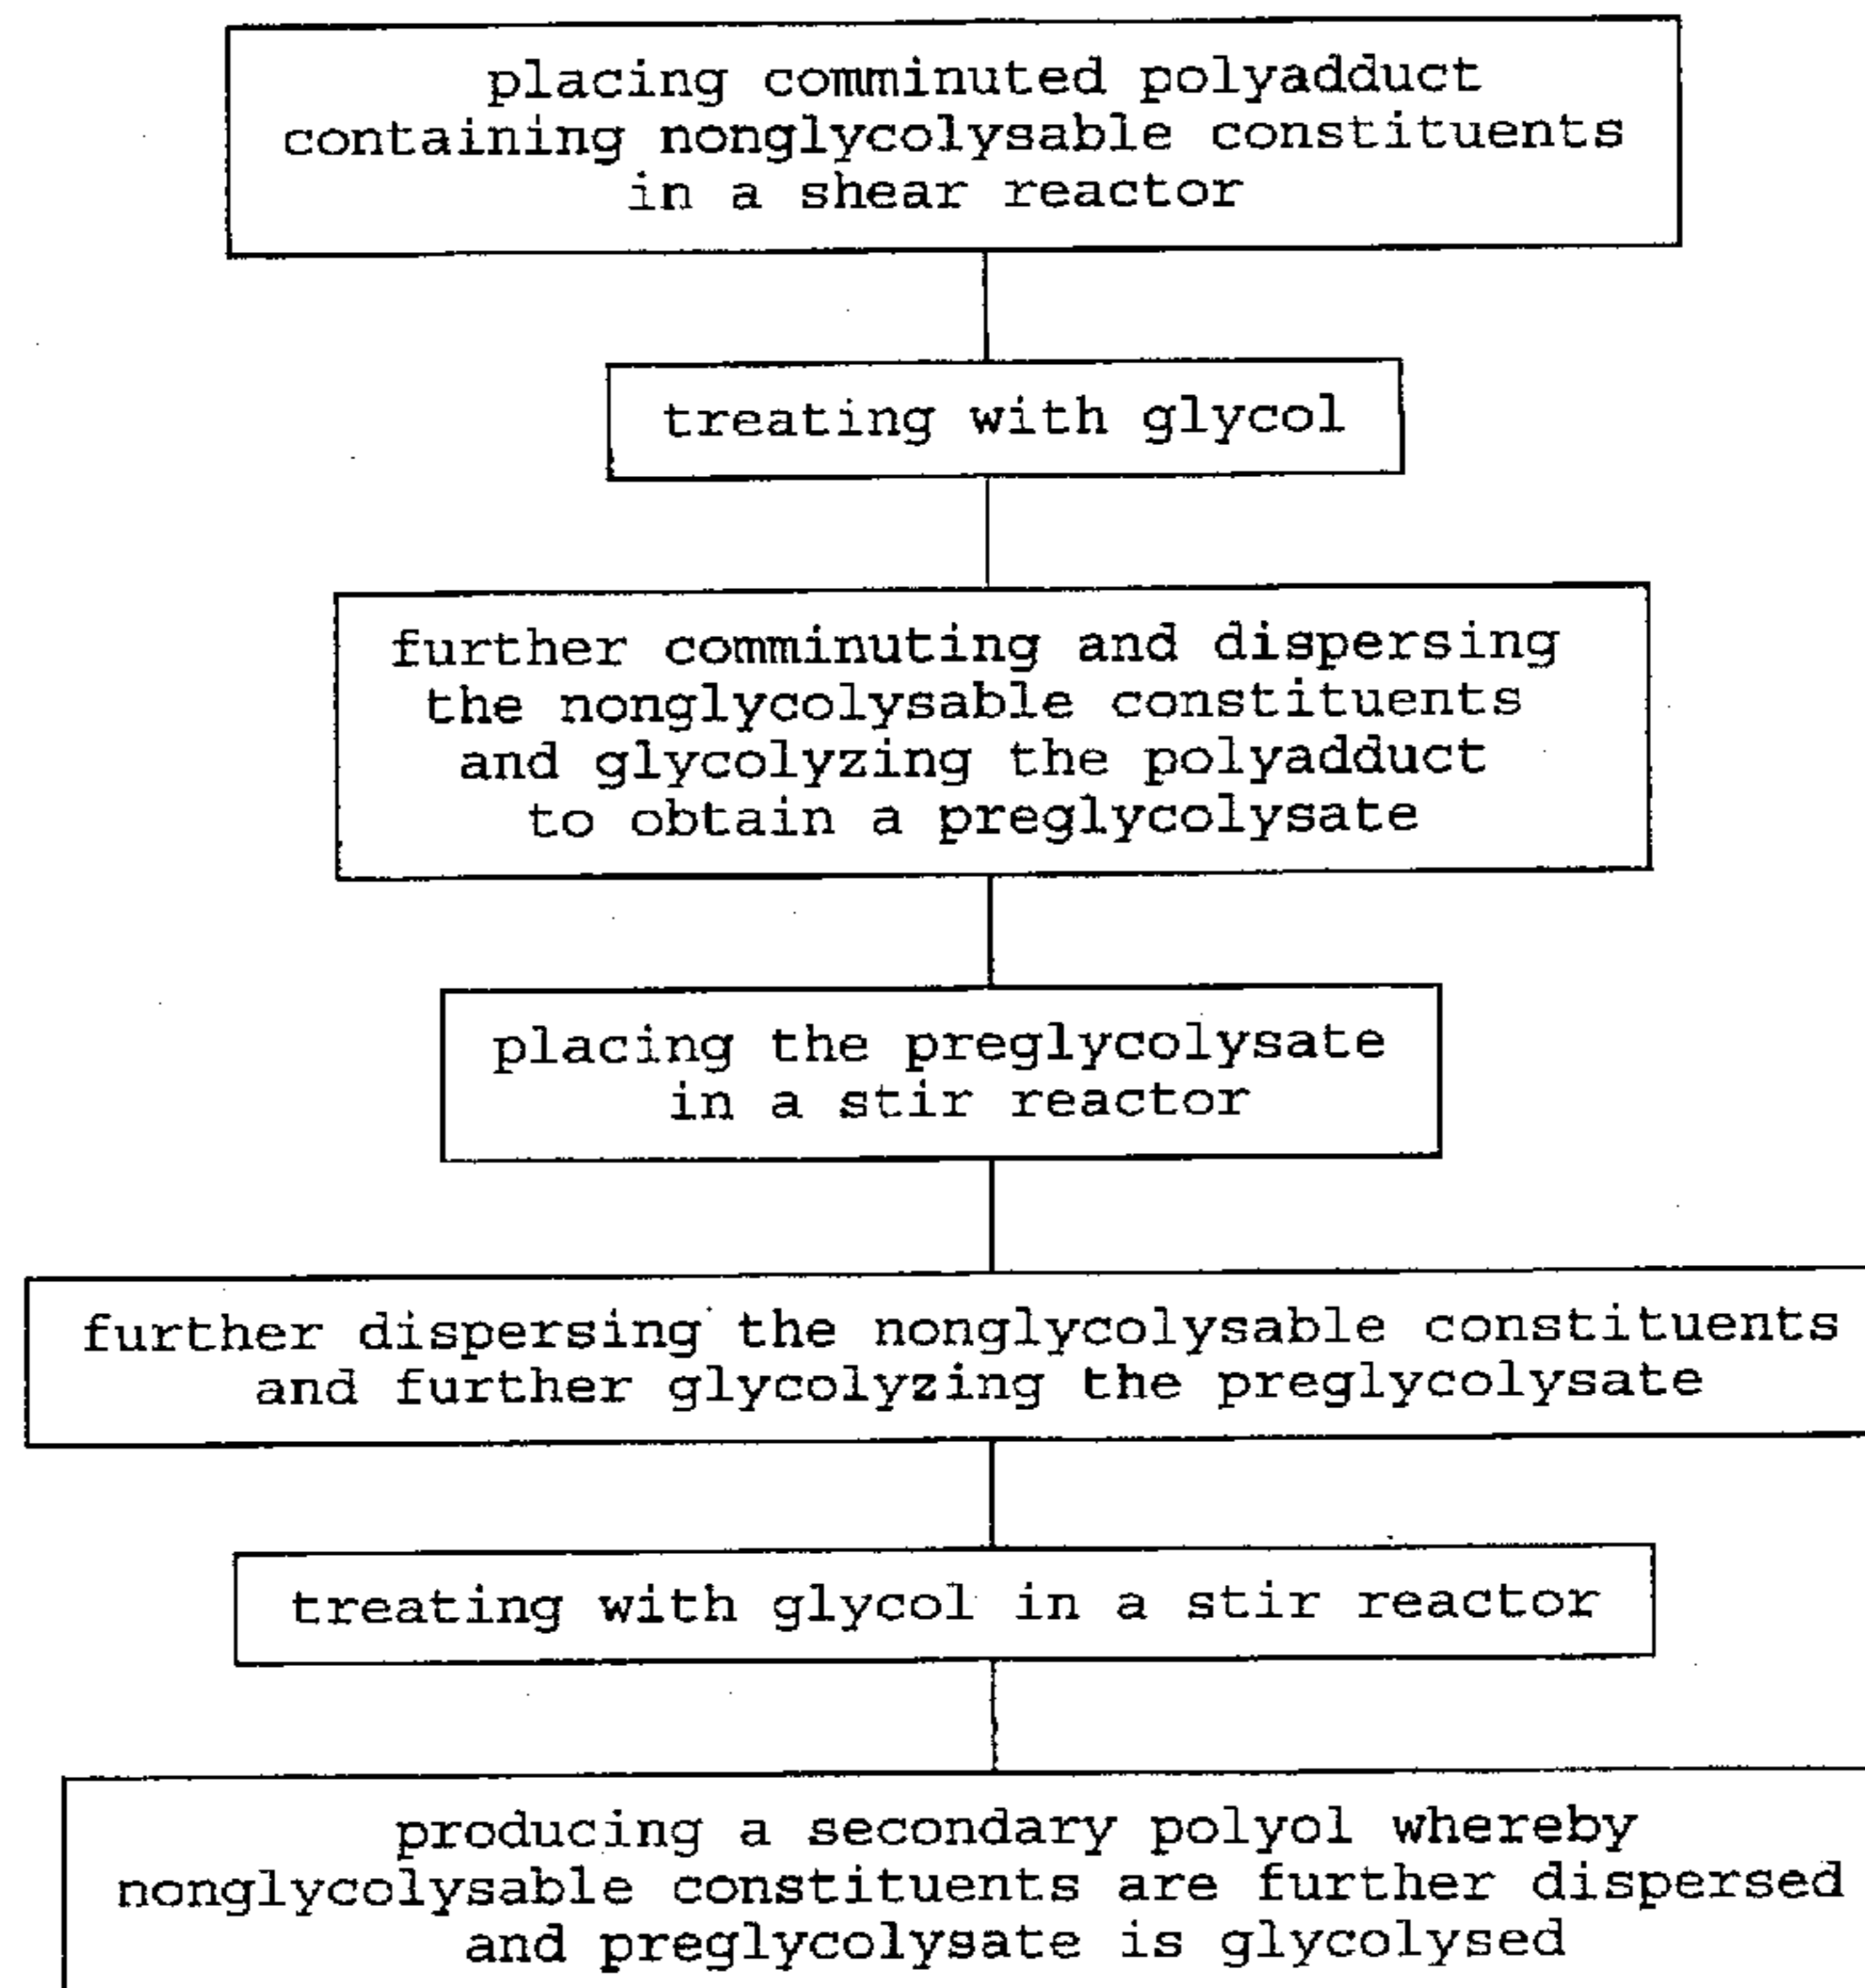 placing comminuted polyadduct
containing nonglycolysable constituents
in a shear reactor
treating with glycol
further comminuting and dispersing
the nonglycolysable constituents
and glycolyzing the polyadduct
to obtain a preglycolysate
placing the preglycolysate
in a stir reactor
further dispersing the nonglycolysable constituents
and further glycolyzing the preglycolysate
treating with glycol in a stir reactor
producing a secondary polyol whereby
nonglycolysable constituents are further dispersed
and preglycolysate is glycolysed